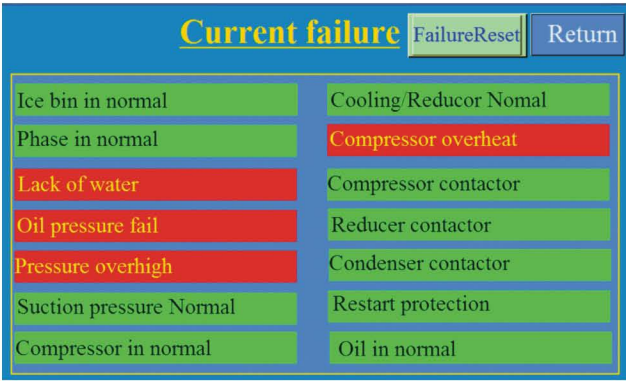 Current failure
FailureReset
Return
Ice bin in normal
Phase in normal
Lack of water
Oil pressure fail
Pressure overhigh
Suction pressure Normal
Compressor in normal
Cooling/Reducor Nomal
Compressor overheat
Compressor contactor
Reducer contactor
Condenser contactor
Restart protection
Oil in normal